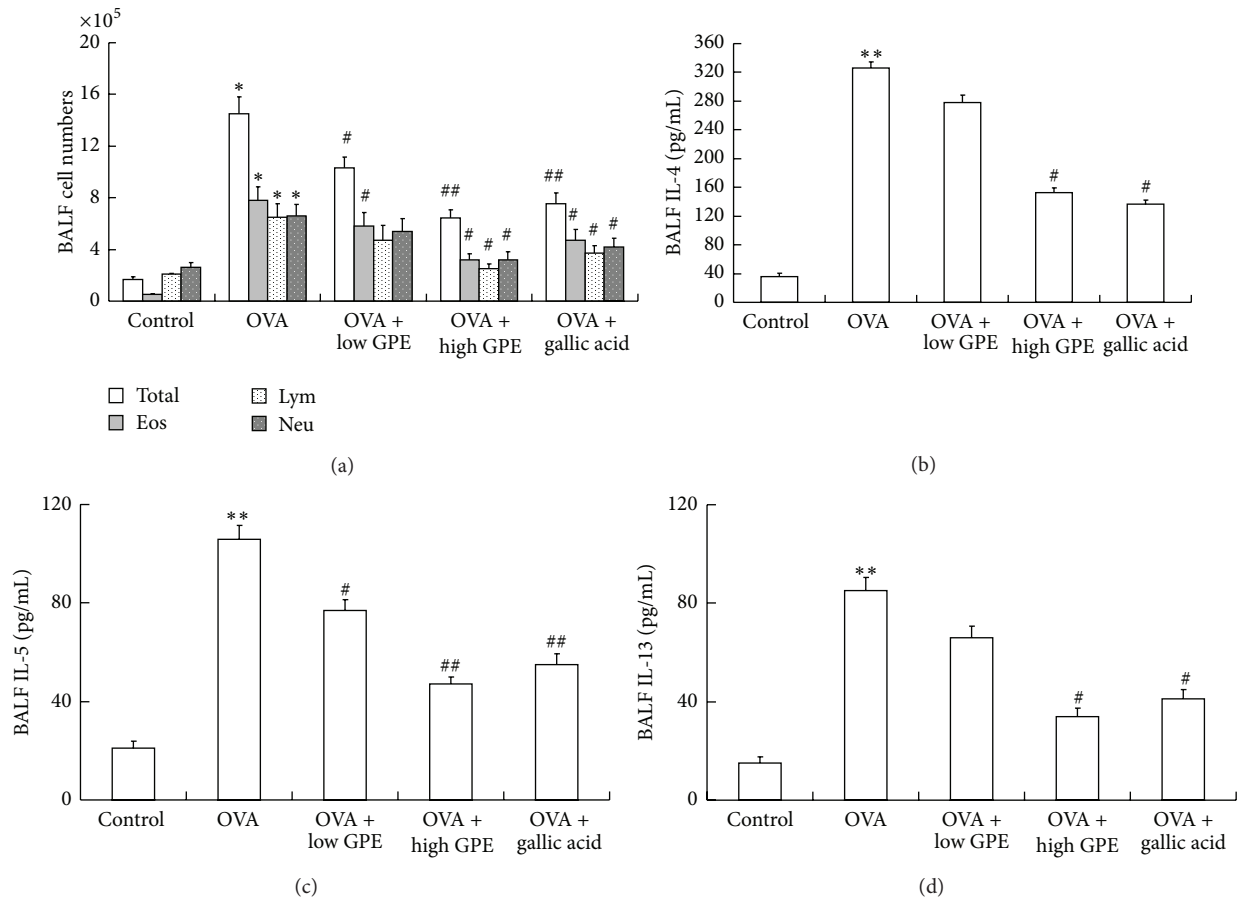 ×10⁵
20
16
12
8
4
0
BALF cell numbers
*
*
*
*
#
#
##
#
#
#
##
#
#
#
Control
OVA
OVA +
low GPE
OVA +
high GPE
OVA +
gallic acid
Total
Lym
Eos
Neu
(a)
360
320
280
240
200
160
120
80
40
0
BALF IL-4 (pg/mL)
**
#
#
Control
OVA
OVA +
low GPE
OVA +
high GPE
OVA +
gallic acid
(b)
120
80
40
0
BALF IL-5 (pg/mL)
**
#
##
##
Control
OVA
OVA +
low GPE
OVA +
high GPE
OVA +
gallic acid
(c)
120
80
40
0
BALF IL-13 (pg/mL)
**
#
#
Control
OVA
OVA +
low GPE
OVA +
high GPE
OVA +
gallic acid
(d)